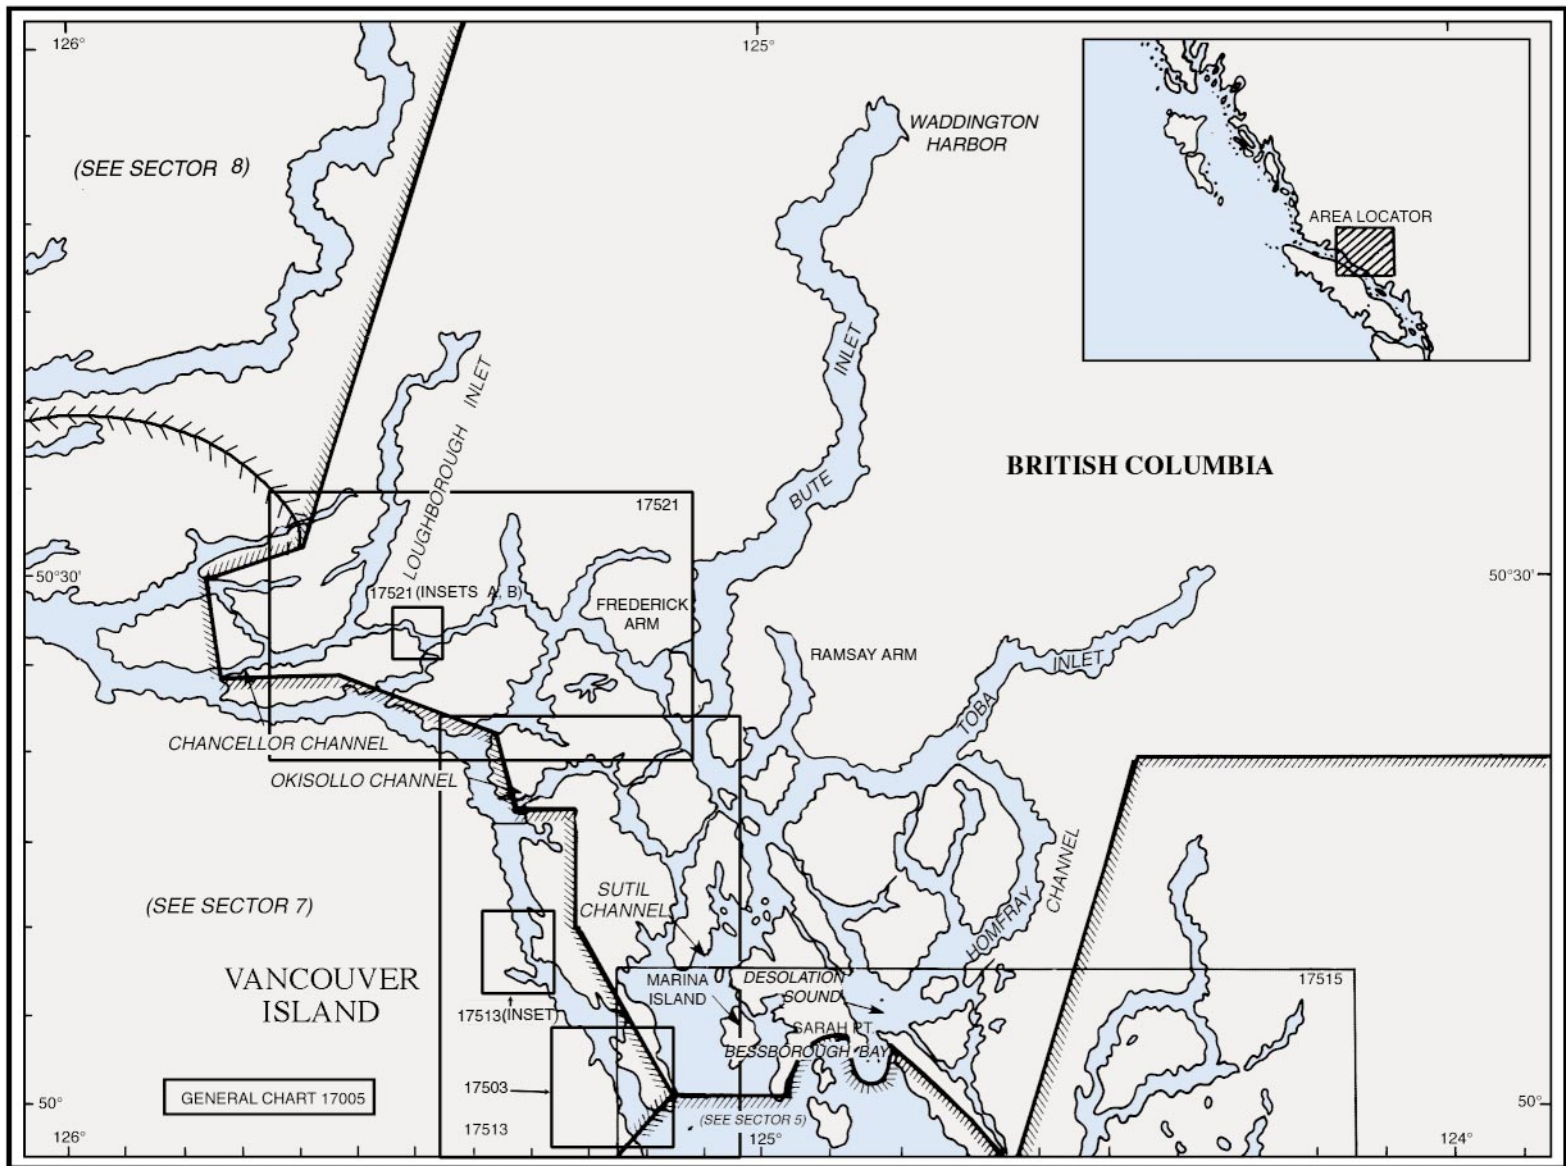 126°
125°
(SEE SECTOR 8)
WADDINGTON
HARBOR
AREA LOCATOR
INLET
LOUGHBOROUGH INLET
BRITISH COLUMBIA
BUTE
17521
50°30'
50°30'
17521 (INSETS A, B)
FREDERICK
ARM
RAMSAY ARM
INLET
TOBA
CHANCELLOR CHANNEL
OKISOLLO CHANNEL
CHANNEL
HOMFRAY
(SEE SECTOR 7)
SUTIL
CHANNEL
VANCOUVER
ISLAND
MARINA
ISLAND
DESOLATION
SOUND
17515
17513(INSET)
SARAH PT.
BESSBOROUGH BAY
17503
GENERAL CHART 17005
50°
50°
17513
(SEE SECTOR 5)
126°
125°
124°